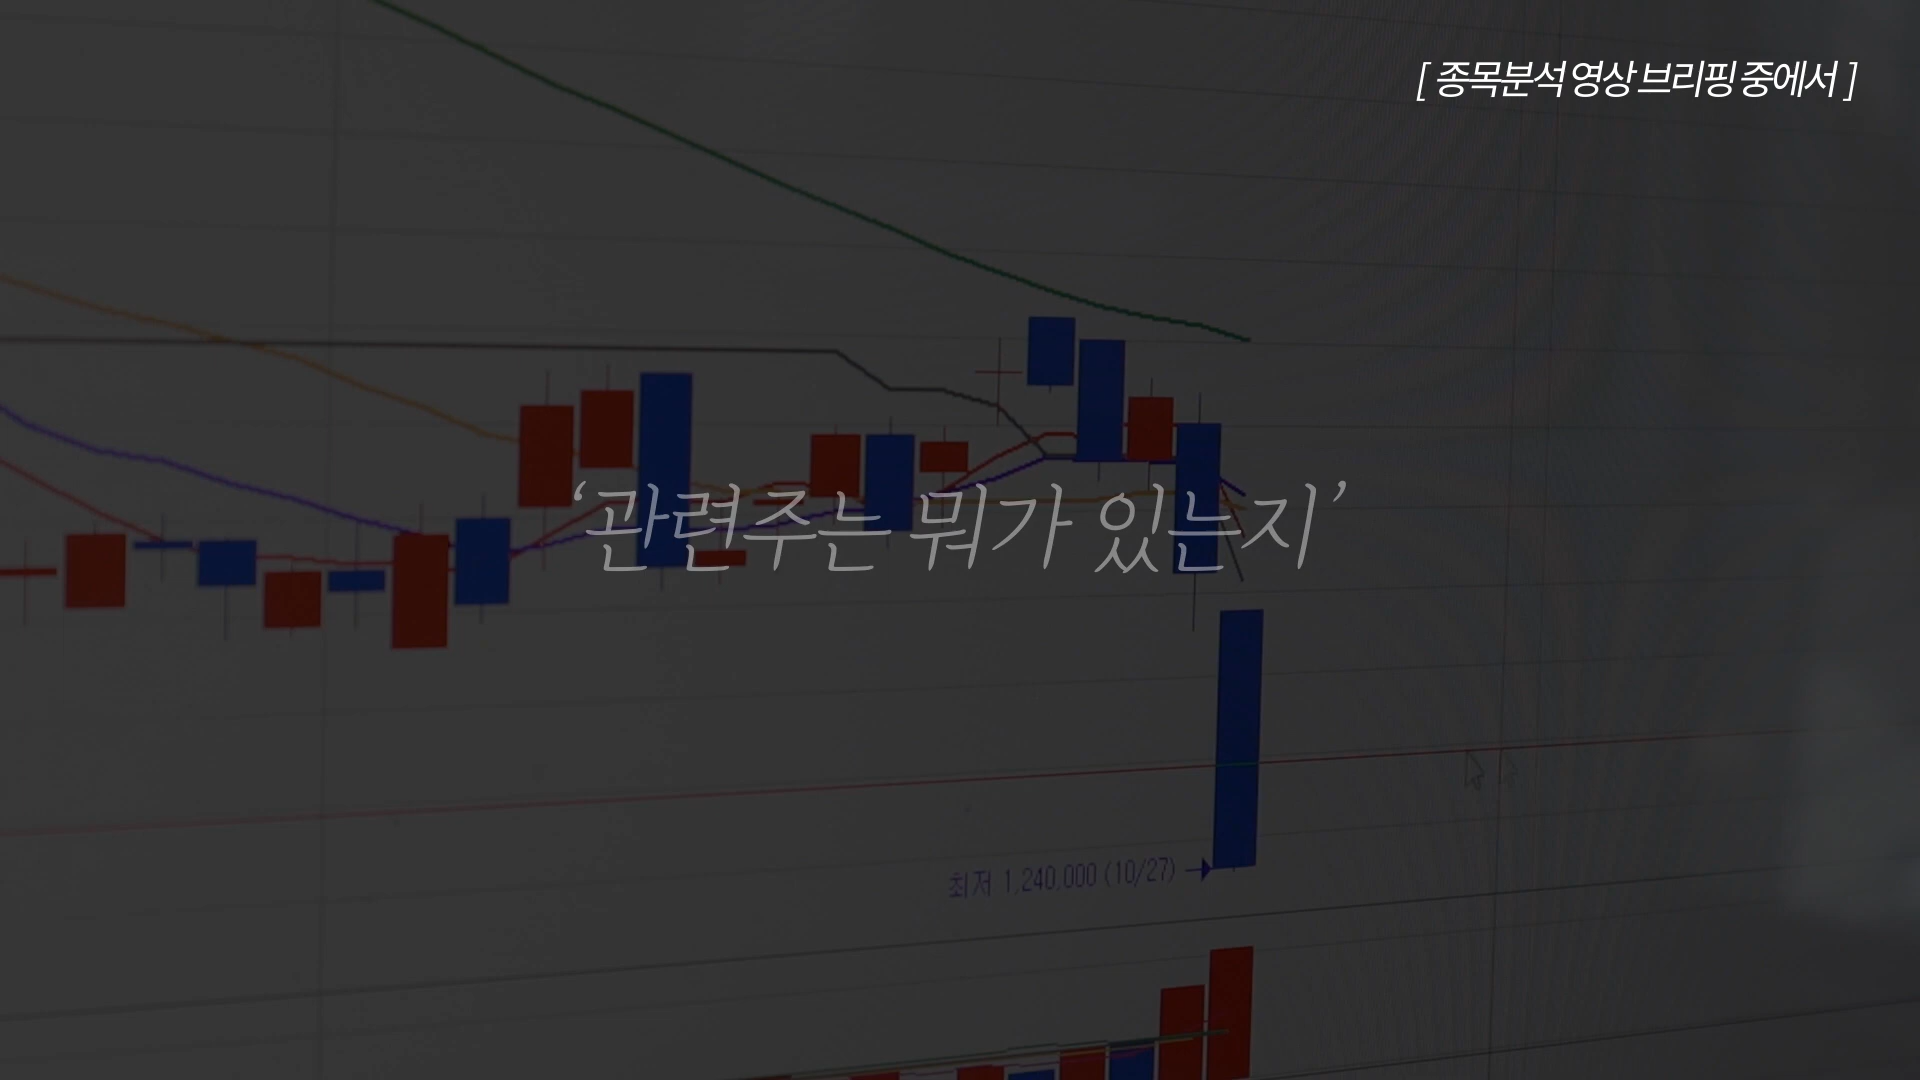 [ 종목분석 영상 브리핑 중에서 ]
‘관련주는 뭐가 있는지’
최저 1,240,000 (10/27)